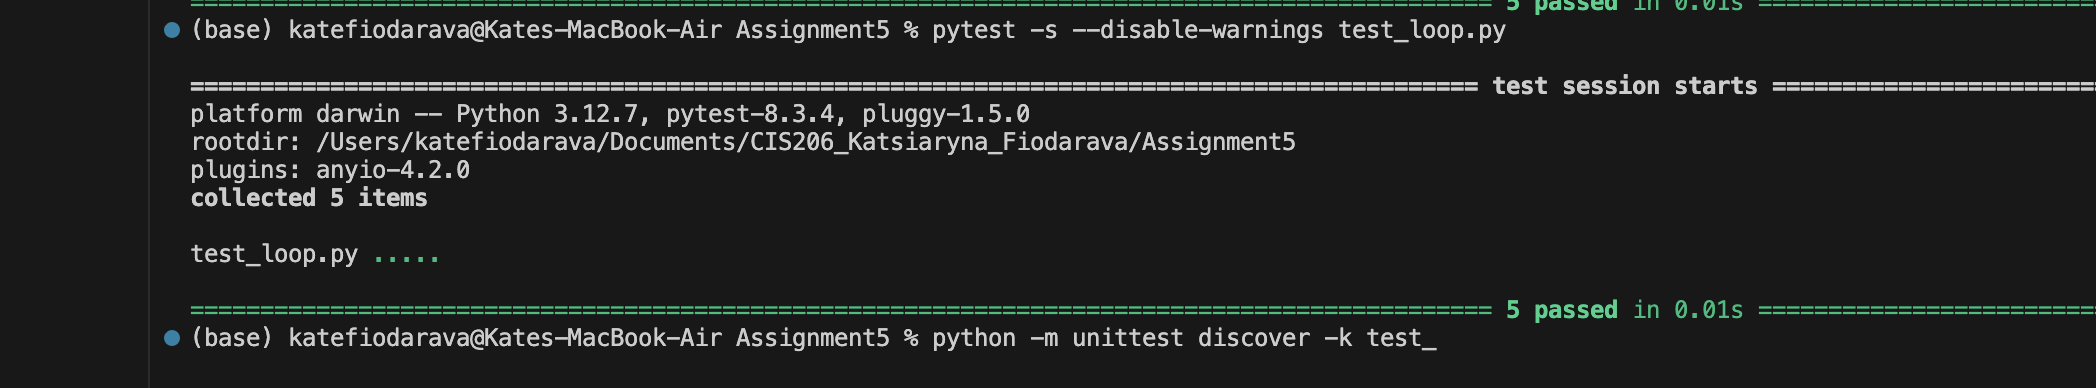 ============================================================================================= 5 passed in 0.01s =================
(base) katefiodarava@Kates-MacBook-Air Assignment5 % pytest -s --disable-warnings test_loop.py
============================================================================================ test session starts =================
platform darwin -- Python 3.12.7, pytest-8.3.4, pluggy-1.5.0
rootdir: /Users/katefiodarava/Documents/CIS206_Katsiaryna_Fiodarava/Assignment5
plugins: anyio-4.2.0
collected 5 items
test_loop.py .....
============================================================================================= 5 passed in 0.01s =================
(base) katefiodarava@Kates-MacBook-Air Assignment5 % python -m unittest discover -k test_